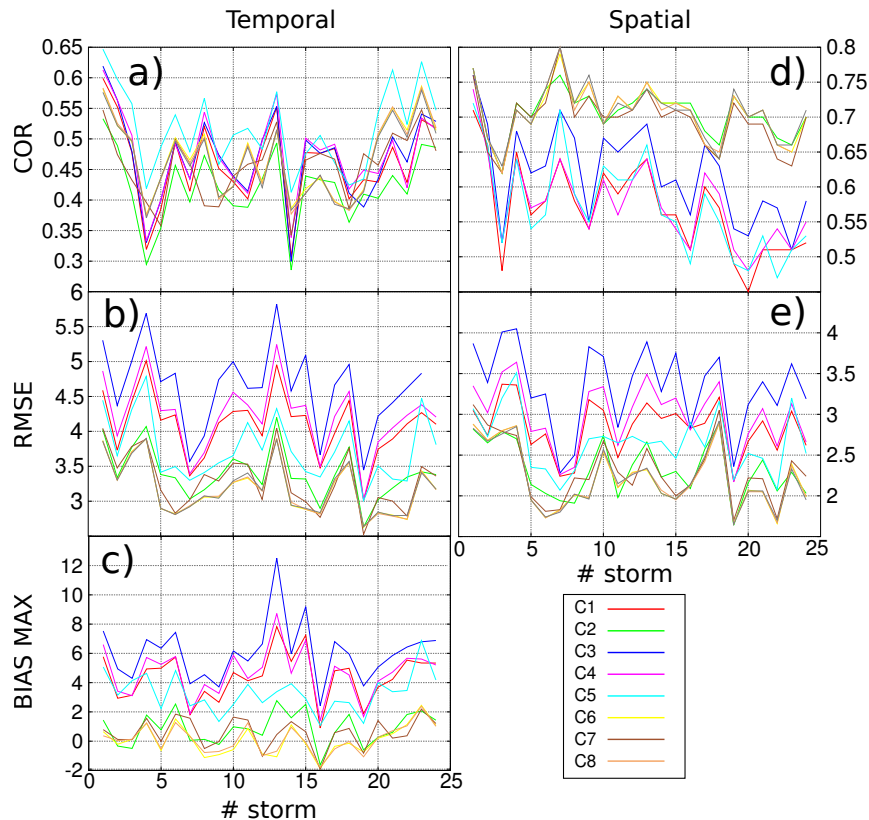 Temporal
Spatial
a)
d)
COR
0.65
0.6
0.55
0.5
0.45
0.4
0.35
0.3
0.8
0.75
0.7
0.65
0.6
0.55
0.5
b)
e)
RMSE
6
5.5
5
4.5
4
3.5
3
4
3.5
3
2.5
2
0 5 10 15 20 25
# storm
c)
BIAS MAX
12
10
8
6
4
2
0
-2
0 5 10 15 20 25
# storm
C1
C2
C3
C4
C5
C6
C7
C8